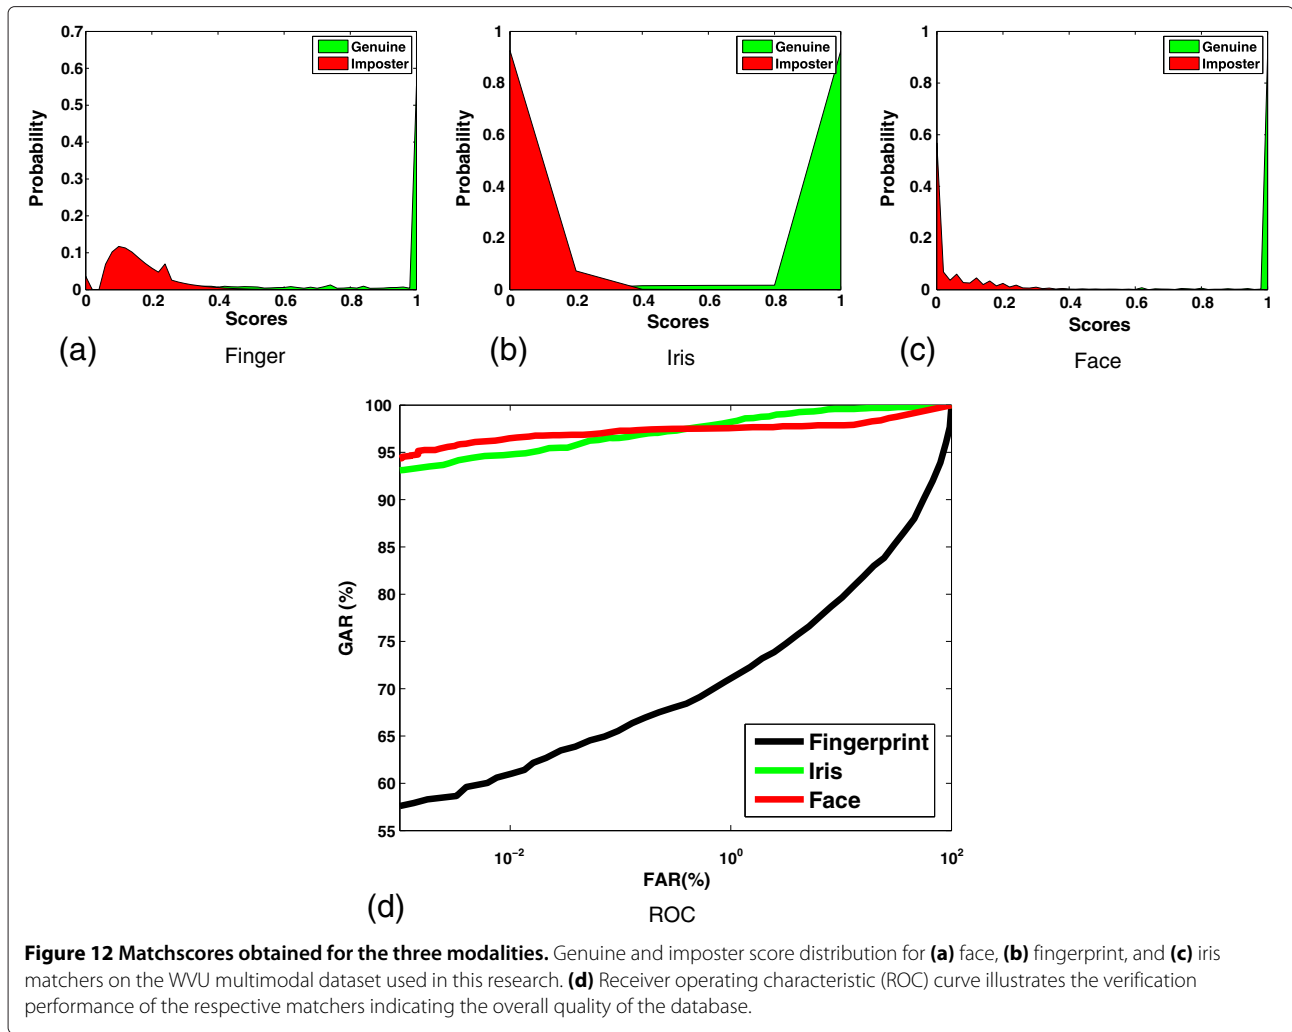 0.7
0.6
0.5
0.4
0.3
0.2
0.1
0
Probability
Genuine
Imposter
0 0.2 0.4 0.6 0.8 1
Scores
(a) Finger
1
0.8
0.6
0.4
0.2
0
Probability
Genuine
Imposter
0 0.2 0.4 0.6 0.8 1
Scores
(b) Iris
1
0.8
0.6
0.4
0.2
0
Probability
Genuine
Imposter
0 0.2 0.4 0.6 0.8 1
Scores
(c) Face
100
95
90
85
80
75
70
65
60
55
GAR (%)
Fingerprint
Iris
Face
10-2 100 102
FAR(%)
(d) ROC
Figure 12 Matchscores obtained for the three modalities. Genuine and imposter score distribution for (a) face, (b) fingerprint, and (c) iris
matchers on the WVU multimodal dataset used in this research. (d) Receiver operating characteristic (ROC) curve illustrates the verification
performance of the respective matchers indicating the overall quality of the database.